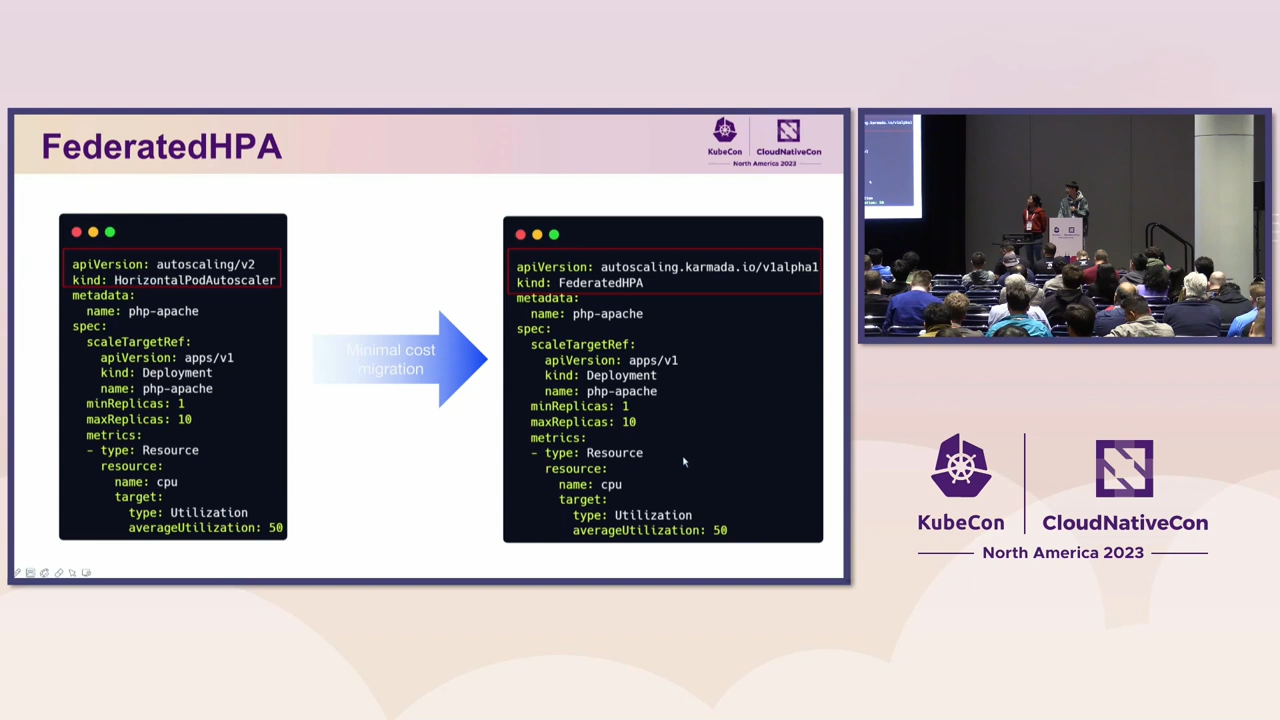 FederatedHPA
KubeCon
CloudNativeCon
North America 2023
apiVersion: autoscaling/v2
kind: HorizontalPodAutoscaler
metadata:
  name: php-apache
spec:
  scaleTargetRef:
    apiVersion: apps/v1
    kind: Deployment
    name: php-apache
  minReplicas: 1
  maxReplicas: 10
  metrics:
  - type: Resource
    resource:
      name: cpu
      target:
        type: Utilization
        averageUtilization: 50
Minimal cost
migration
apiVersion: autoscaling.karmada.io/v1alpha1
kind: FederatedHPA
metadata:
  name: php-apache
spec:
  scaleTargetRef:
    apiVersion: apps/v1
    kind: Deployment
    name: php-apache
  minReplicas: 1
  maxReplicas: 10
  metrics:
  - type: Resource
    resource:
      name: cpu
      target:
        type: Utilization
        averageUtilization: 50
KubeCon
CloudNativeCon
North America 2023